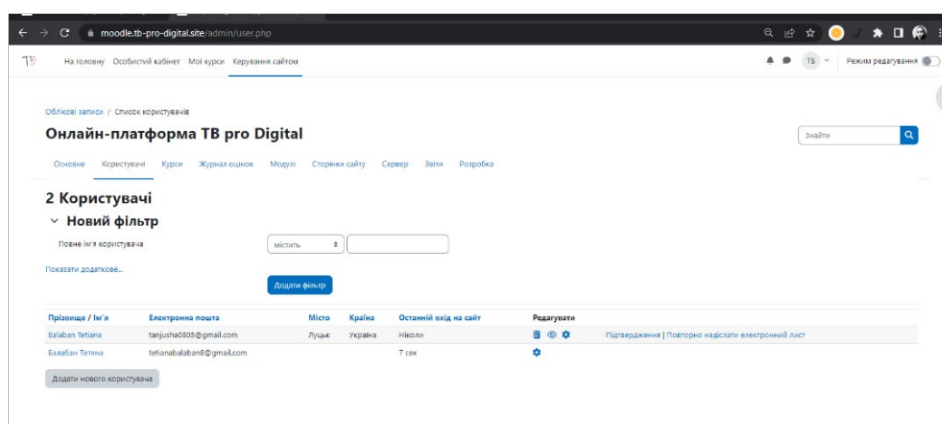 moodle.tb-pro-digital.site/admin/user.php
На головну Особистий кабінет Мої курси Керування сайтом ТБ Режим редагування
Облікові записи / Список користувачів
Онлайн-платформа TB pro Digital
Знайти
Основне Користувачі Курси Журнал оцінок Модулі Сторінки сайту Сервер Звіти Розробка
2 Користувачі
Новий фільтр
Повне ім'я користувача містить
Показати додаткове...
Додати фільтр
Прізвище / Ім'я Електронна пошта Місто Країна Останній вхід на сайт Редагувати
Balaban Tetiana tanjusha0805@gmail.com Луцьк Україна Ніколи Підтвердження | Повторно надіслати електронний лист
Балабан Тетяна tetianabalaban8@gmail.com 7 сек
Додати нового користувача